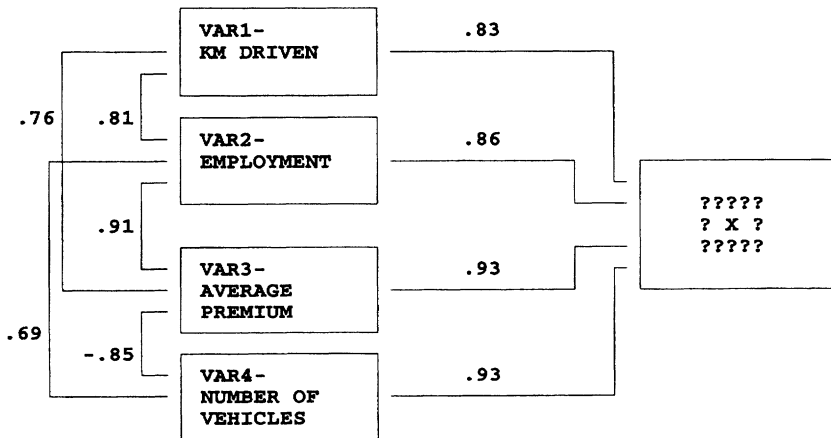 VAR1-
KM DRIVEN
.83
.76
.81
VAR2-
EMPLOYMENT
.86
?????
? X ?
?????
.91
VAR3-
AVERAGE
PREMIUM
.93
.69
-.85
VAR4-
NUMBER OF
VEHICLES
.93